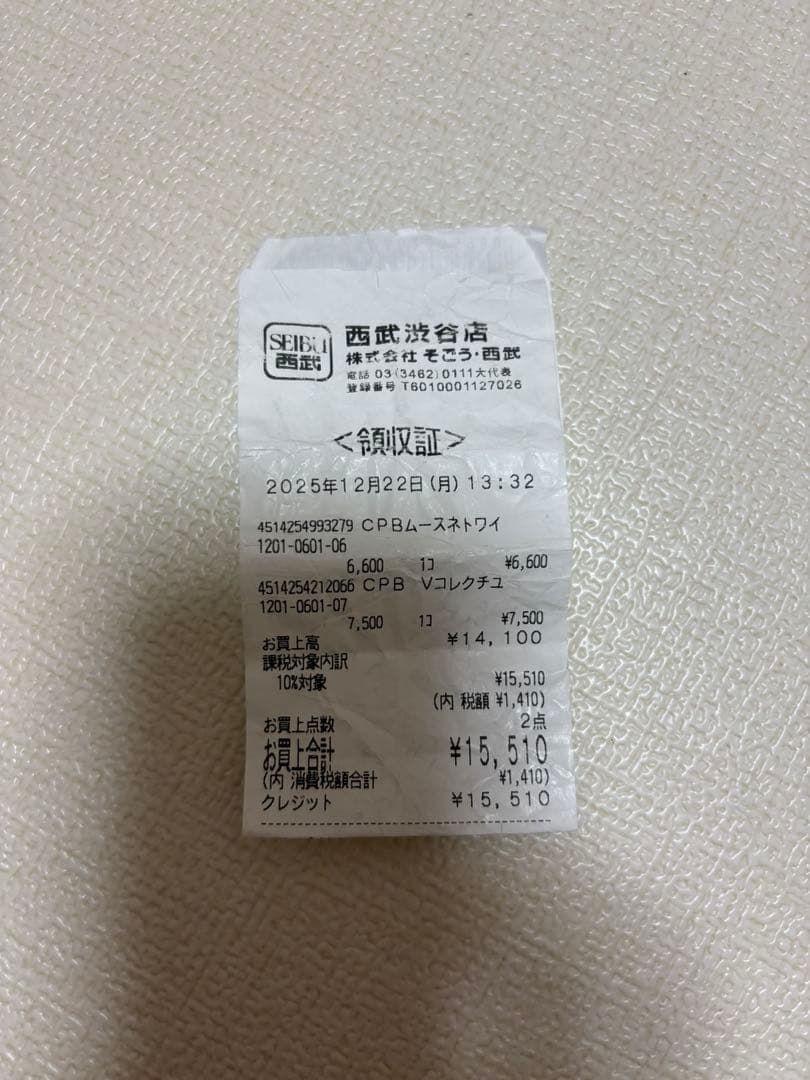 SEIBU
西武
西武渋谷店
株式会社 そごう・西武
電話 03(3462)0111大代表
登録番号 T6010001127026
<領収証>
2025年12月22日(月)13:32
4514254993279 CPBムースネトワイ
1201-0601-06
6,600 1コ ¥6,600
4514254212066 CPB Vコレクチユ
1201-0601-07
7,500 1コ ¥7,500
お買上高 ¥14,100
課税対象内訳
10%対象 ¥15,510
(内 税額 ¥1,410)
お買上点数 2点
お買上合計 ¥15,510
(内 消費税額合計 ¥1,410)
クレジット ¥15,510